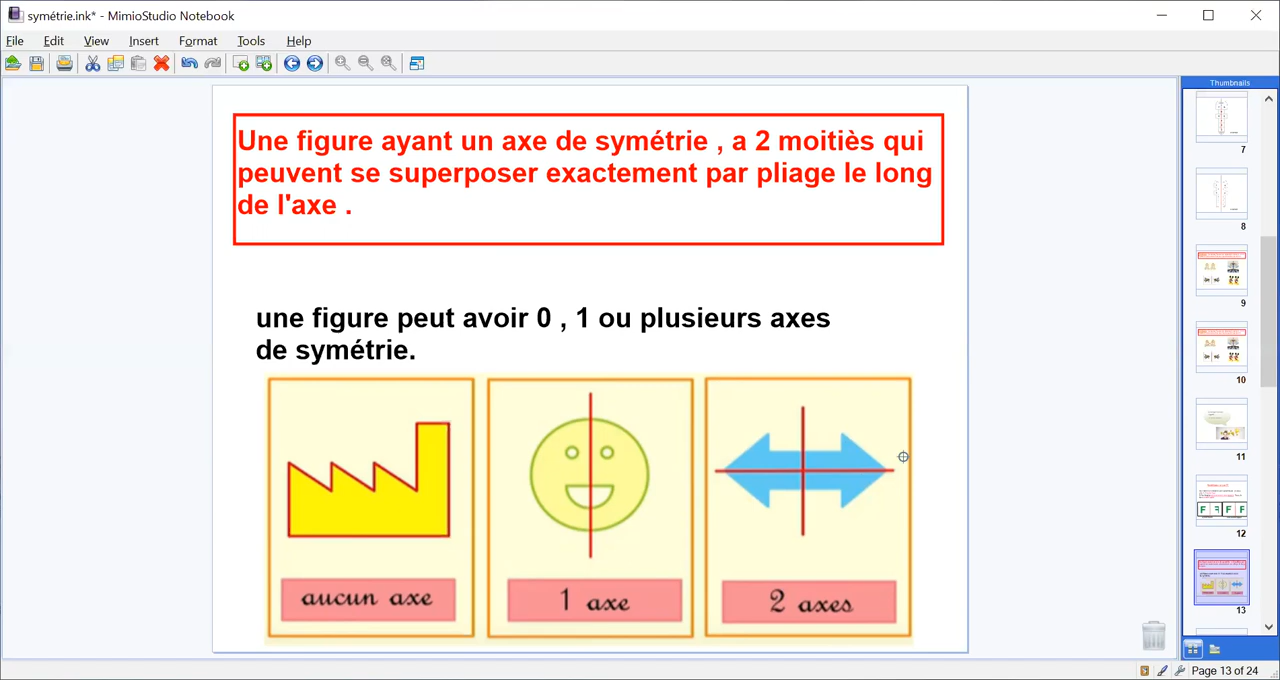 symétrie.ink* - MimioStudio Notebook
File Edit View Insert Format Tools Help
Une figure ayant un axe de symétrie , a 2 moitiès qui
peuvent se superposer exactement par pliage le long
de l'axe .
une figure peut avoir 0 , 1 ou plusieurs axes
de symétrie.
aucun axe
1 axe
2 axes
Thumbnails
7
8
9
10
11
F F F F
12
13
Page 13 of 24